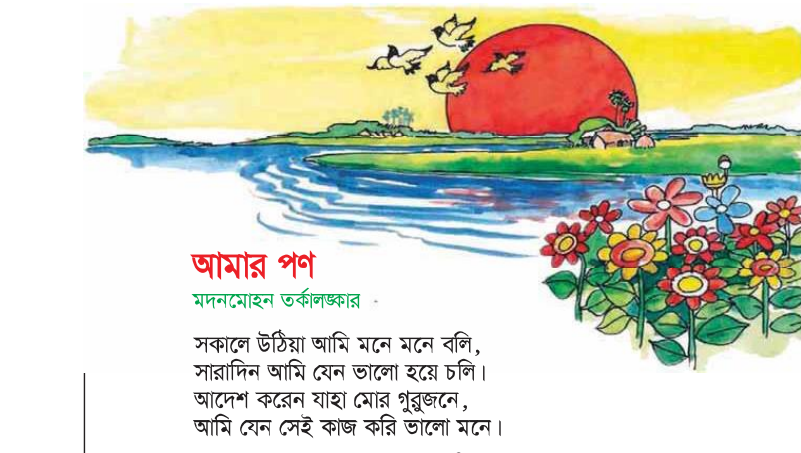 আমার পণ
মদনমোহন তর্কালঙ্কার
সকালে উঠিয়া আমি মনে মনে বলি,
সারাদিন আমি যেন ভালো হয়ে চলি।
আদেশ করেন যাহা মোর গুরুজনে,
আমি যেন সেই কাজ করি ভালো মনে।